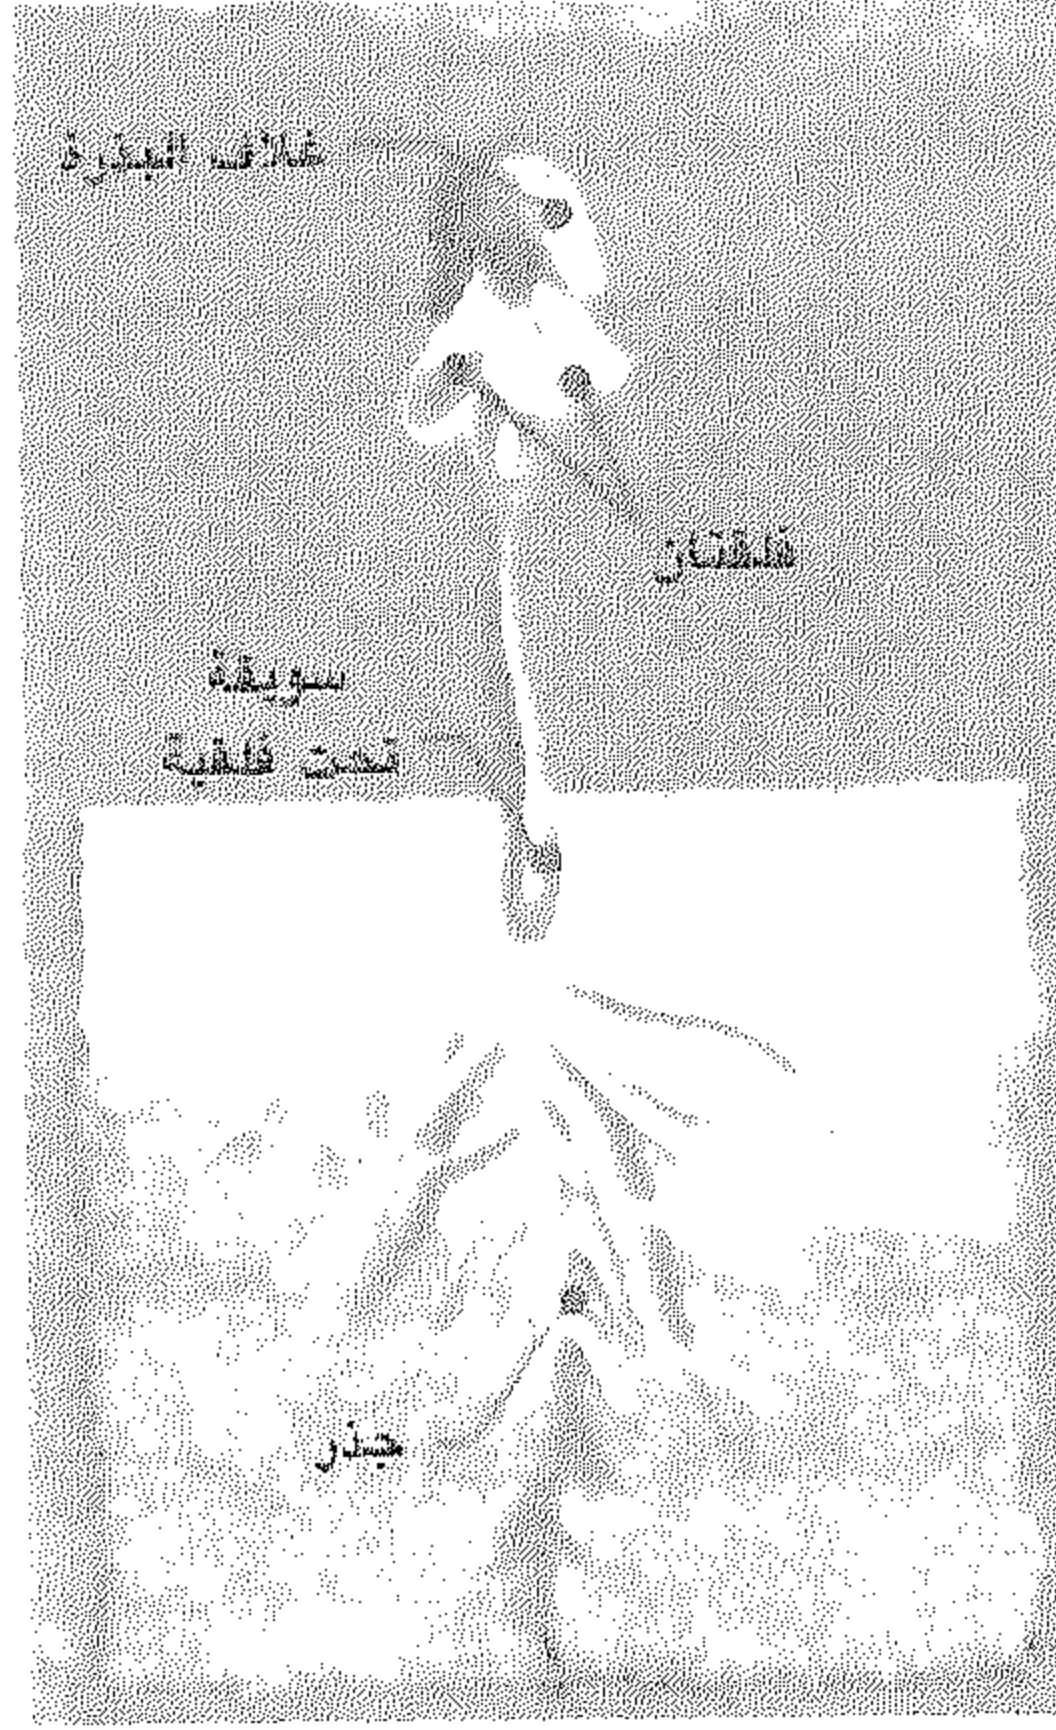 غلاف البذرة
فلقتان
سويقة
تحت فلقية
جذر